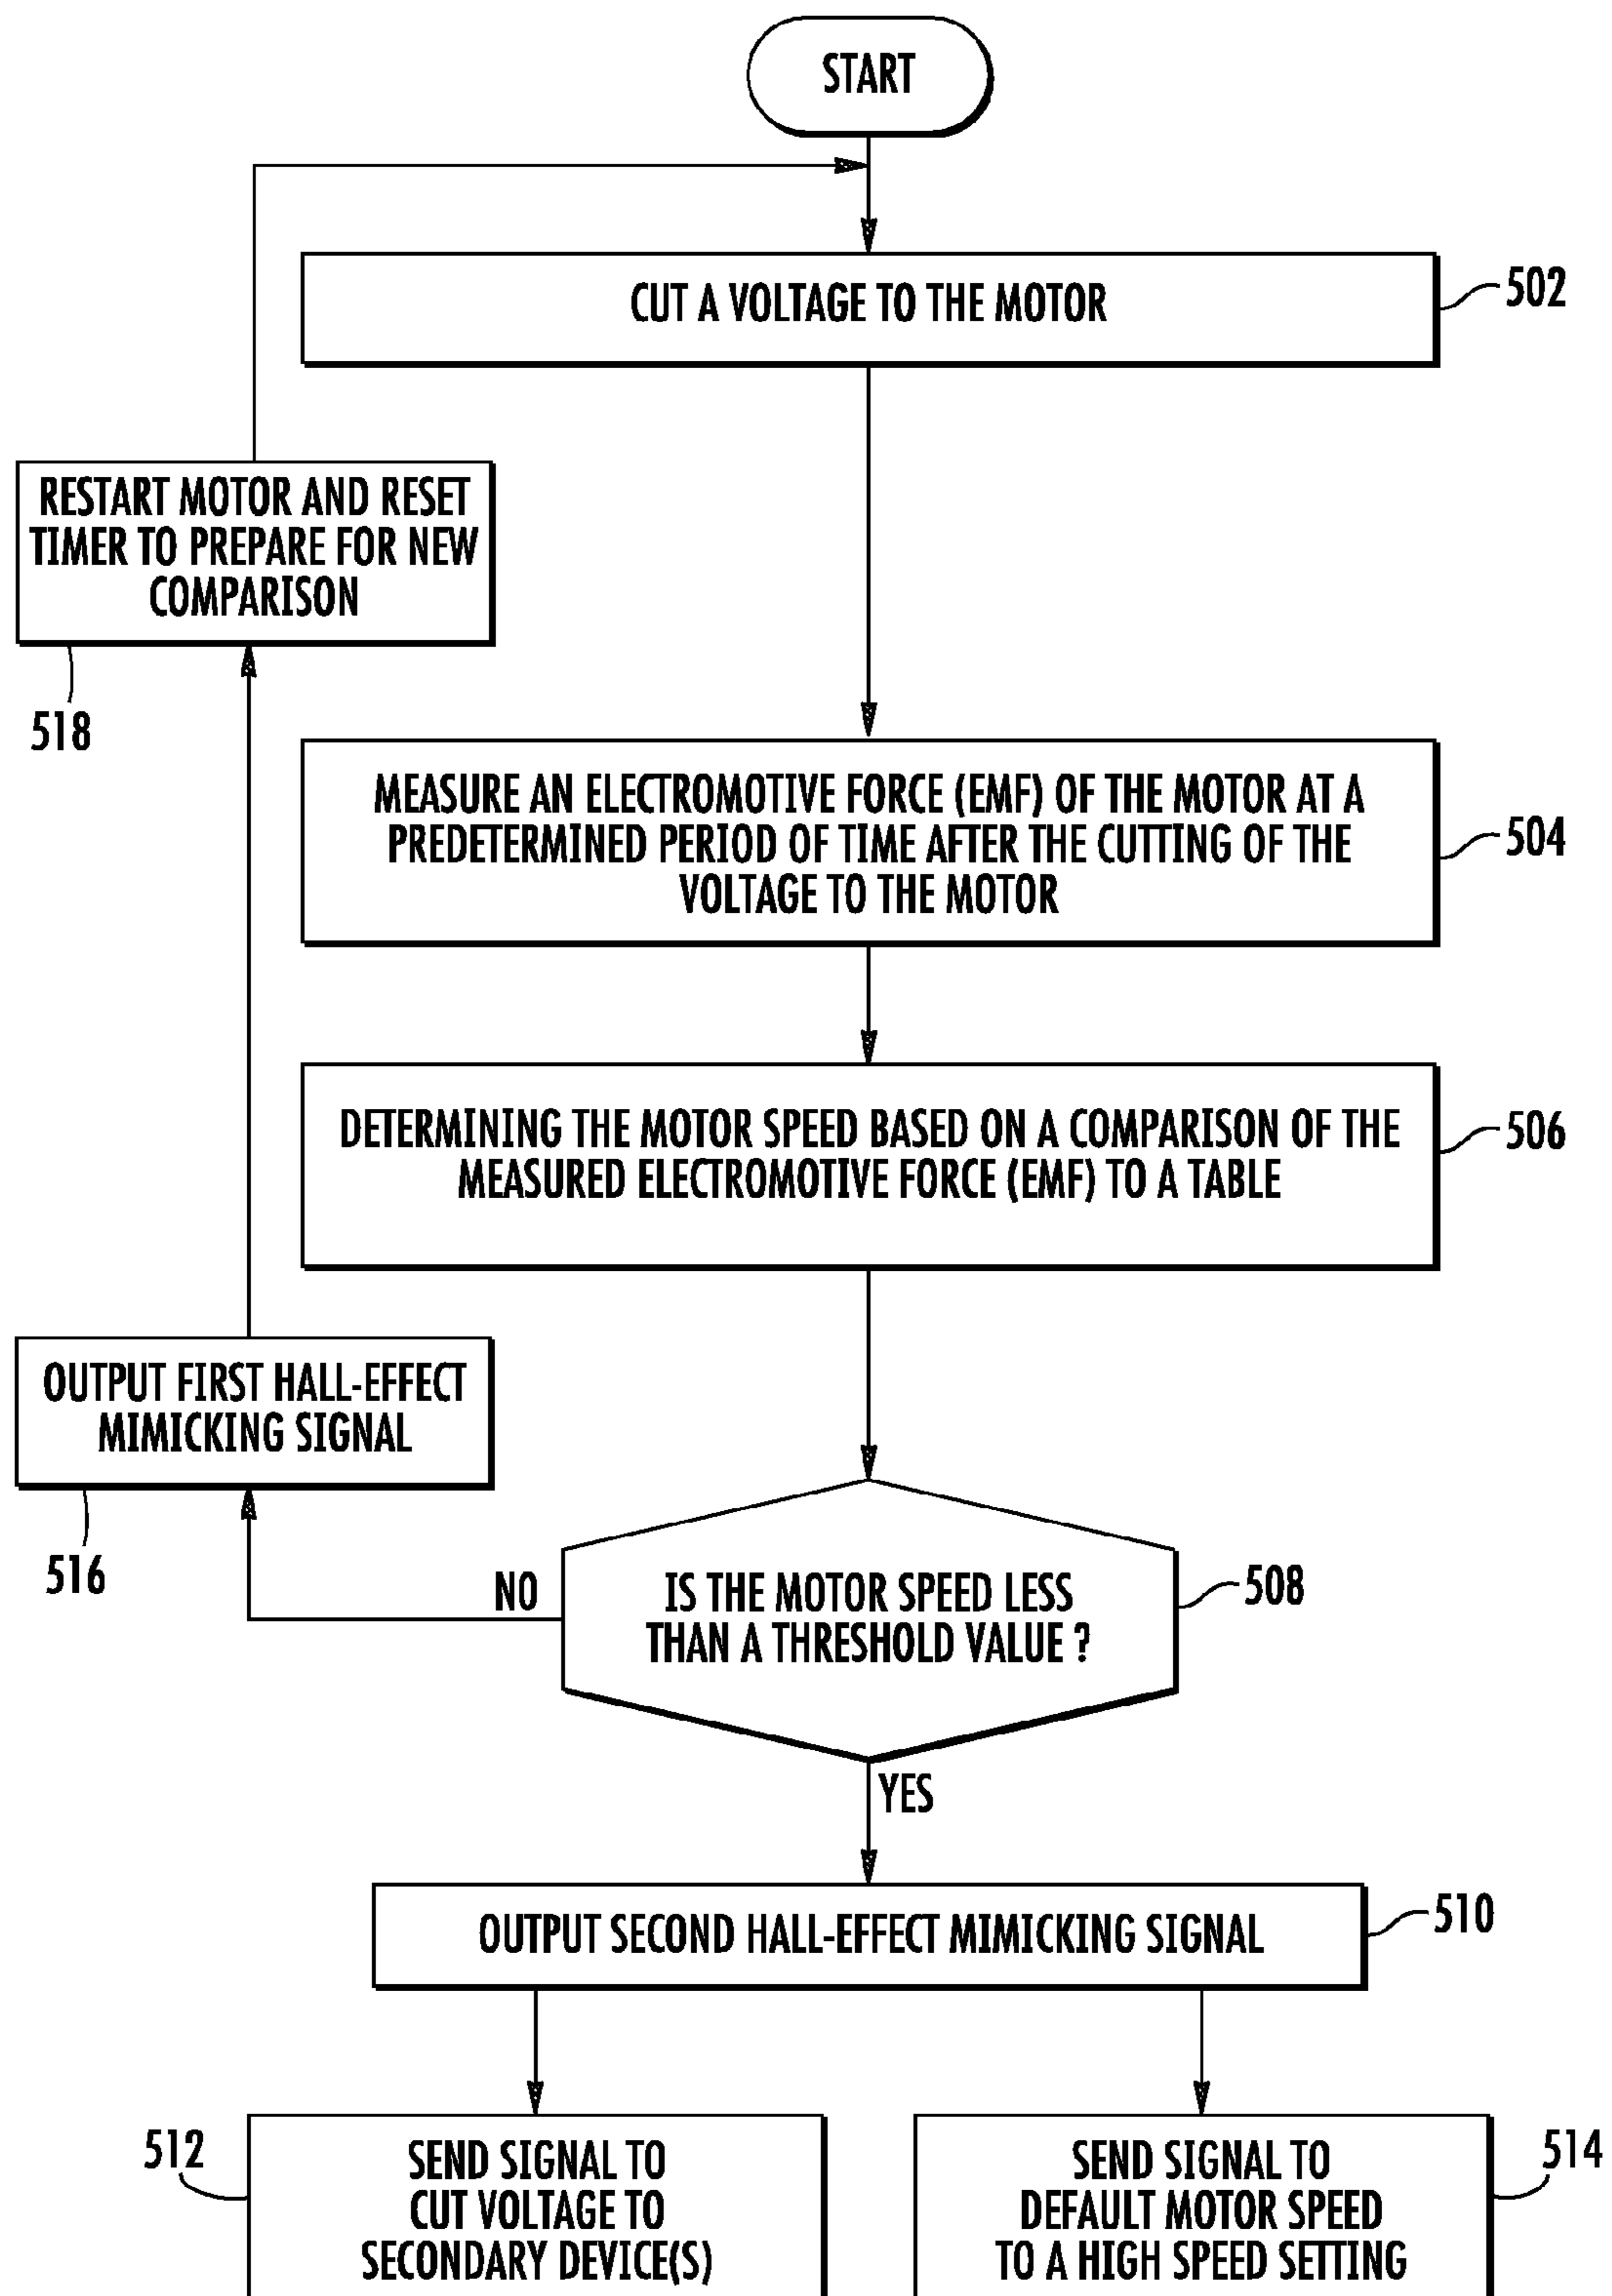 START
CUT A VOLTAGE TO THE MOTOR
502
RESTART MOTOR AND RESET
TIMER TO PREPARE FOR NEW
COMPARISON
518
MEASURE AN ELECTROMOTIVE FORCE (EMF) OF THE MOTOR AT A
PREDETERMINED PERIOD OF TIME AFTER THE CUTTING OF THE
VOLTAGE TO THE MOTOR
504
DETERMINING THE MOTOR SPEED BASED ON A COMPARISON OF THE
MEASURED ELECTROMOTIVE FORCE (EMF) TO A TABLE
506
OUTPUT FIRST HALL-EFFECT
MIMICKING SIGNAL
516
NO
IS THE MOTOR SPEED LESS
THAN A THRESHOLD VALUE ?
508
YES
OUTPUT SECOND HALL-EFFECT MIMICKING SIGNAL
510
512
SEND SIGNAL TO
CUT VOLTAGE TO
SECONDARY DEVICE(S)
SEND SIGNAL TO
DEFAULT MOTOR SPEED
TO A HIGH SPEED SETTING
514